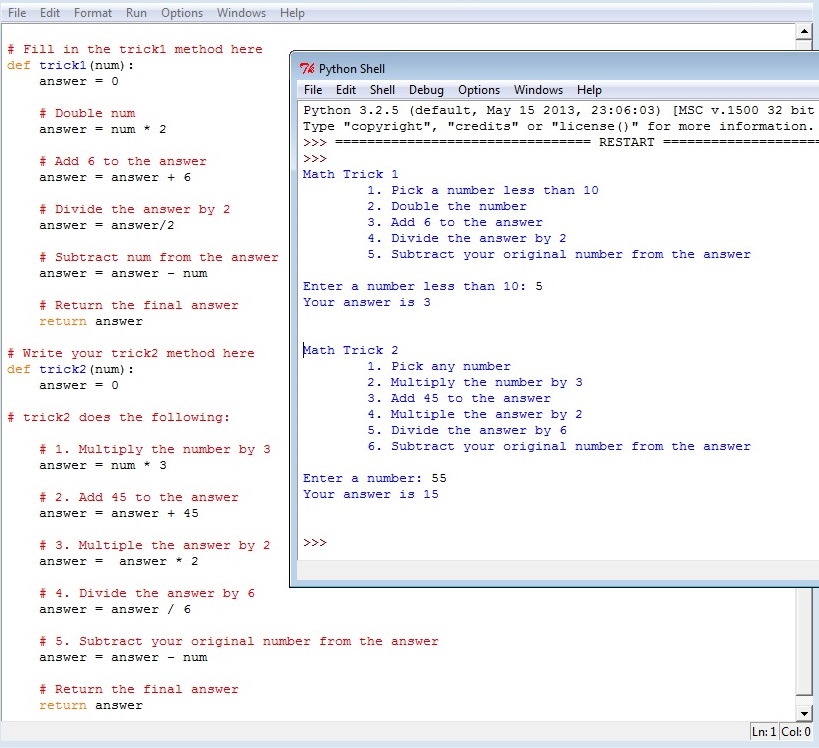 File Edit Format Run Options Windows Help
# Fill in the trick1 method here
def trick1(num):
    answer = 0
    # Double num
    answer = num * 2
    # Add 6 to the answer
    answer = answer + 6
    # Divide the answer by 2
    answer = answer/2
    # Subtract num from the answer
    answer = answer - num
    # Return the final answer
    return answer
# Write your trick2 method here
def trick2(num):
    answer = 0
# trick2 does the following:
    # 1. Multiply the number by 3
    answer = num * 3
    # 2. Add 45 to the answer
    answer = answer + 45
    # 3. Multiple the answer by 2
    answer =  answer * 2
    # 4. Divide the answer by 6
    answer = answer / 6
    # 5. Subtract your original number from the answer
    answer = answer - num
    # Return the final answer
    return answer
Python Shell
File Edit Shell Debug Options Windows Help
Python 3.2.5 (default, May 15 2013, 23:06:03) [MSC v.1500 32 bit
Type "copyright", "credits" or "license()" for more information.
>>> ================================ RESTART ====================
>>>
Math Trick 1
        1. Pick a number less than 10
        2. Double the number
        3. Add 6 to the answer
        4. Divide the answer by 2
        5. Subtract your original number from the answer
Enter a number less than 10: 5
Your answer is 3
Math Trick 2
        1. Pick any number
        2. Multiply the number by 3
        3. Add 45 to the answer
        4. Multiple the answer by 2
        5. Divide the answer by 6
        6. Subtract your original number from the answer
Enter a number: 55
Your answer is 15
>>>
Ln: 1 Col: 0